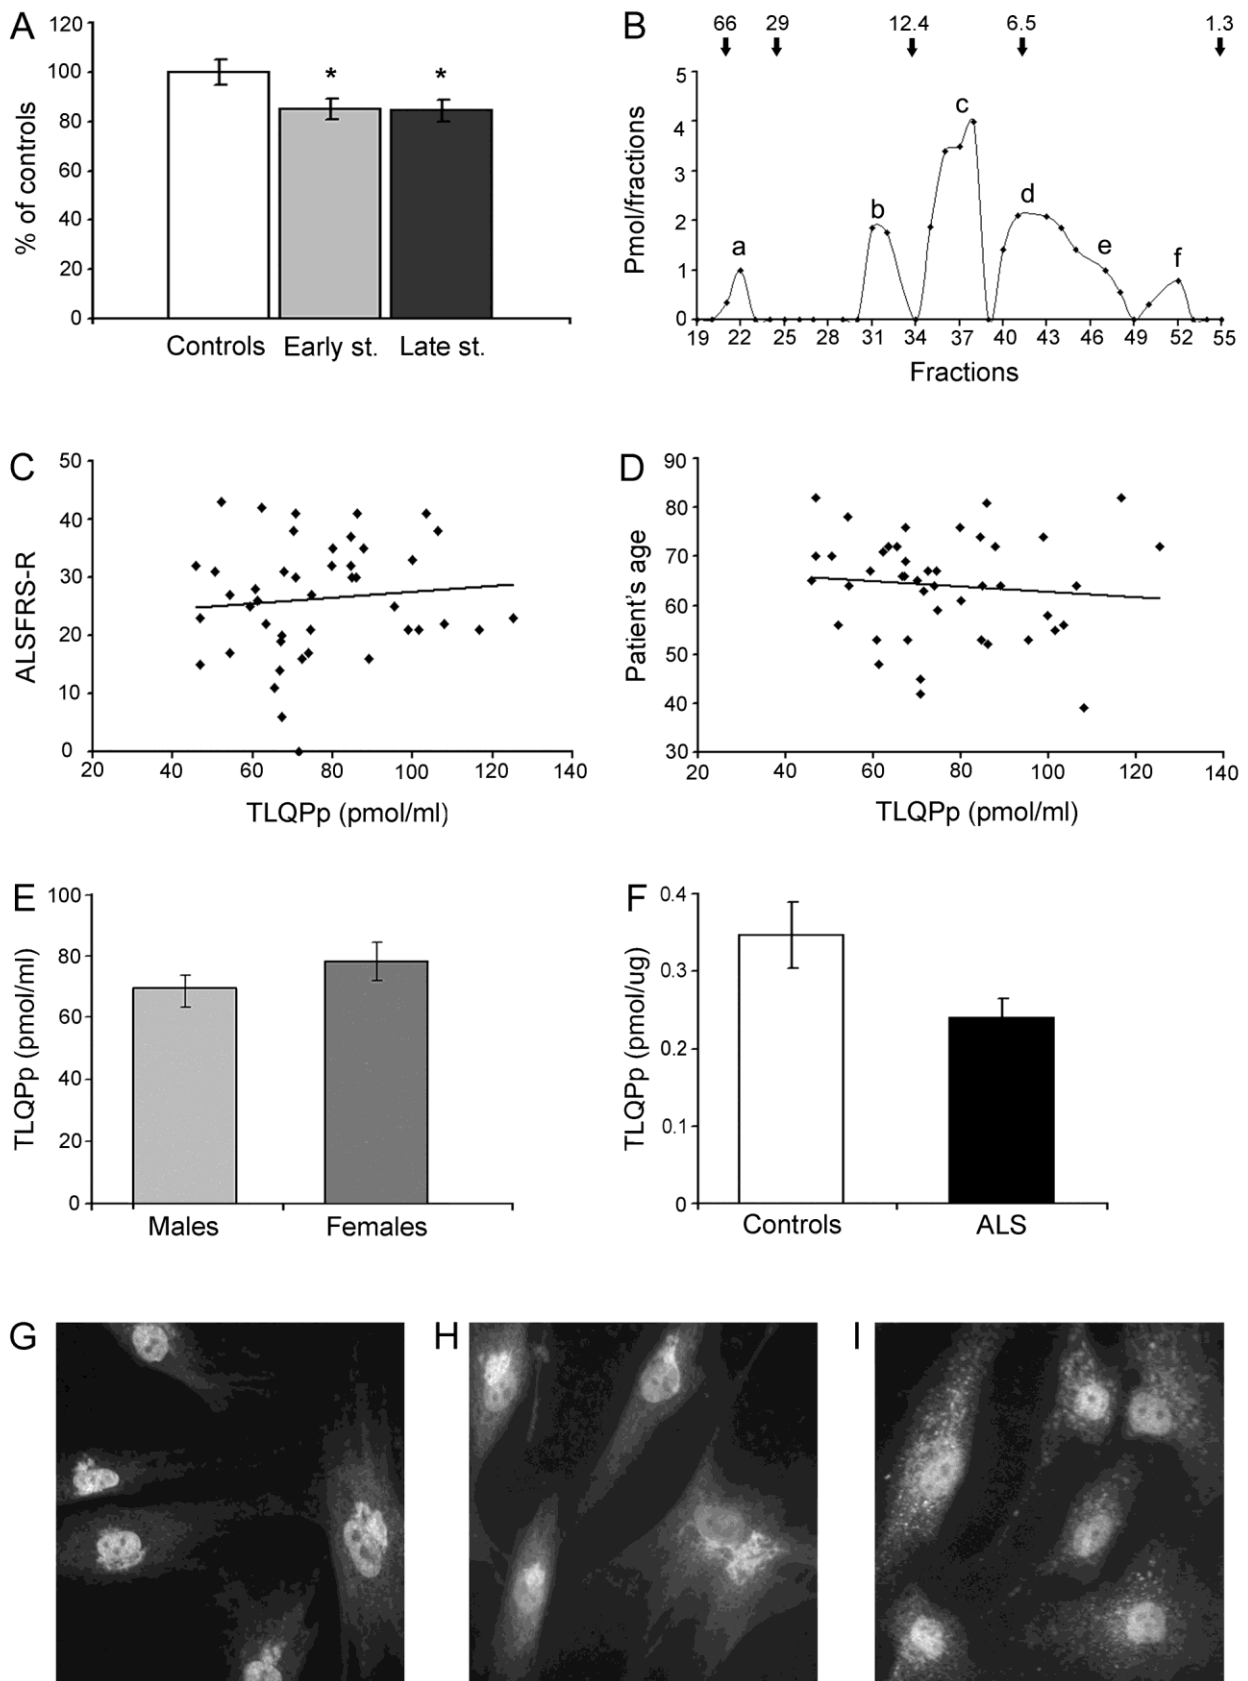 A
120
100
80
60
40
20
0
% of controls
*
*
Controls Early st. Late st.
B
66 29 12.4 6.5 1.3
5
4
3
2
1
0
Pmol/fractions
a b c d e f
19 22 25 28 31 34 37 40 43 46 49 52 55
Fractions
C
50
40
30
20
10
0
ALSFRS-R
20 40 60 80 100 120 140
TLQPp (pmol/ml)
D
90
80
70
60
50
40
30
Patient's age
20 40 60 80 100 120 140
TLQPp (pmol/ml)
E
100
80
60
40
20
0
TLQPp (pmol/ml)
Males Females
F
0.4
0.3
0.2
0.1
0
TLQPp (pmol/ug)
Controls ALS
G H I